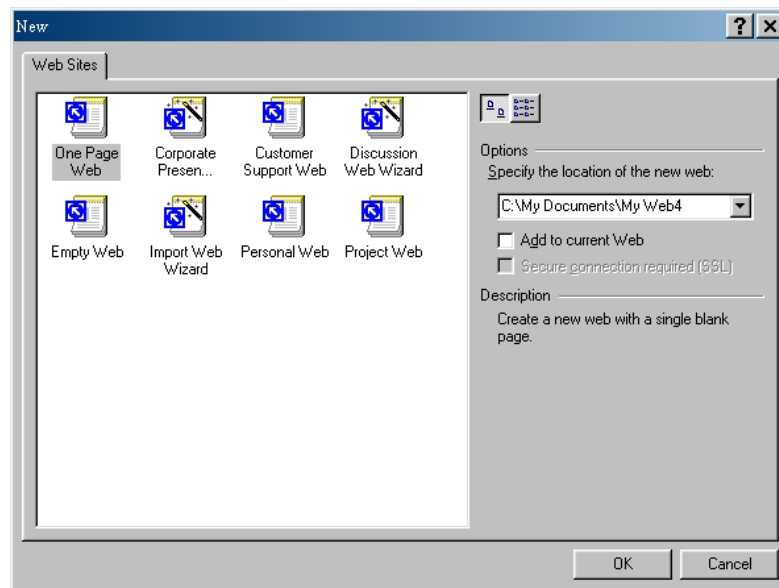 New
Web Sites
One Page
Web
Corporate
Presen...
Customer
Support Web
Discussion
Web Wizard
Empty Web
Import Web
Wizard
Personal Web
Project Web
Options
Specify the location of the new web:
C:\My Documents\My Web4
Add to current Web
Secure connection required (SSL)
Description
Create a new web with a single blank
page.
OK
Cancel